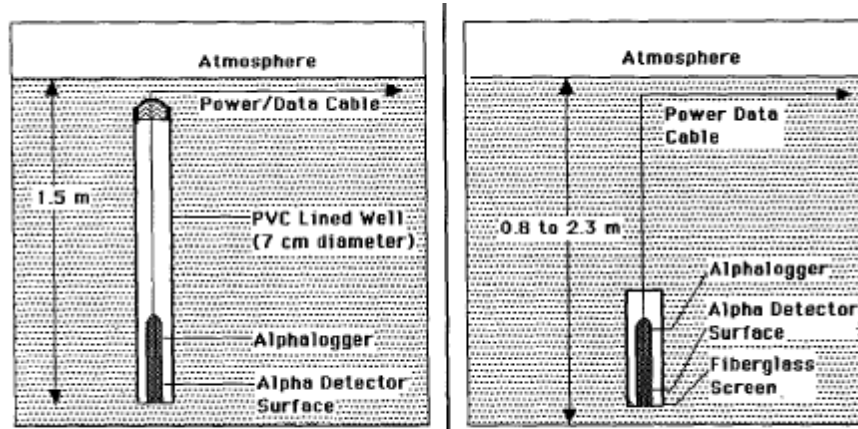 Atmosphere
Power/Data Cable
1.5 m
PVC Lined Well
(7 cm diameter)
Alphalogger
Alpha Detector
Surface
Atmosphere
Power Data
Cable
0.8 to 2.3 m
Alphalogger
Alpha Detector
Surface
Fiberglass
Screen